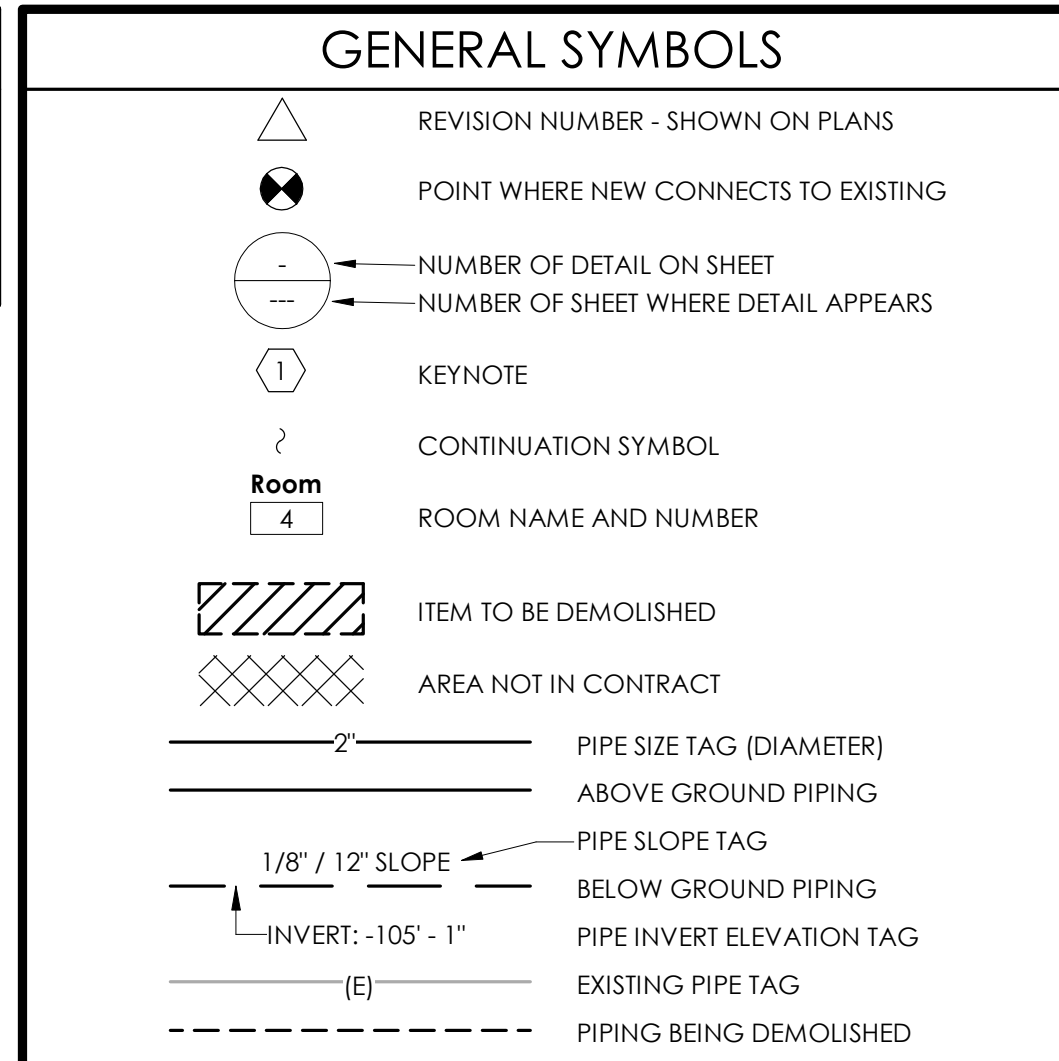 GENERAL SYMBOLS
REVISION NUMBER - SHOWN ON PLANS
POINT WHERE NEW CONNECTS TO EXISTING
- NUMBER OF DETAIL ON SHEET
--- NUMBER OF SHEET WHERE DETAIL APPEARS
1 KEYNOTE
CONTINUATION SYMBOL
Room
4 ROOM NAME AND NUMBER
ITEM TO BE DEMOLISHED
AREA NOT IN CONTRACT
2" PIPE SIZE TAG (DIAMETER)
ABOVE GROUND PIPING
PIPE SLOPE TAG
1/8" / 12" SLOPE
BELOW GROUND PIPING
INVERT: -105' - 1" PIPE INVERT ELEVATION TAG
(E) EXISTING PIPE TAG
PIPING BEING DEMOLISHED